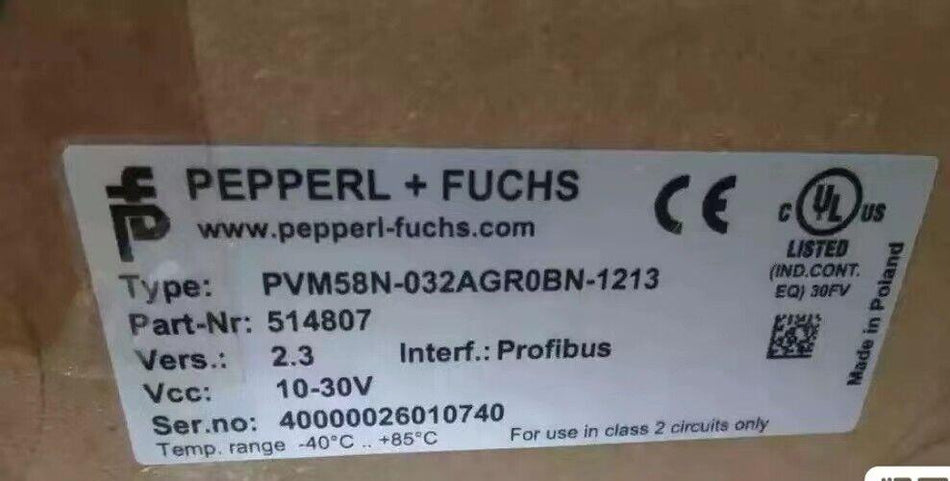 PEPPERL + FUCHS
www.pepperl-fuchs.com
CE
C UL US
LISTED
(IND.CONT.
EQ) 30FV
Made in Poland
Type: PVM58N-032AGR0BN-1213
Part-Nr: 514807
Vers.: 2.3 Interf.: Profibus
Vcc: 10-30V
Ser.no: 40000026010740
Temp. range -40°C .. +85°C For use in class 2 circuits only